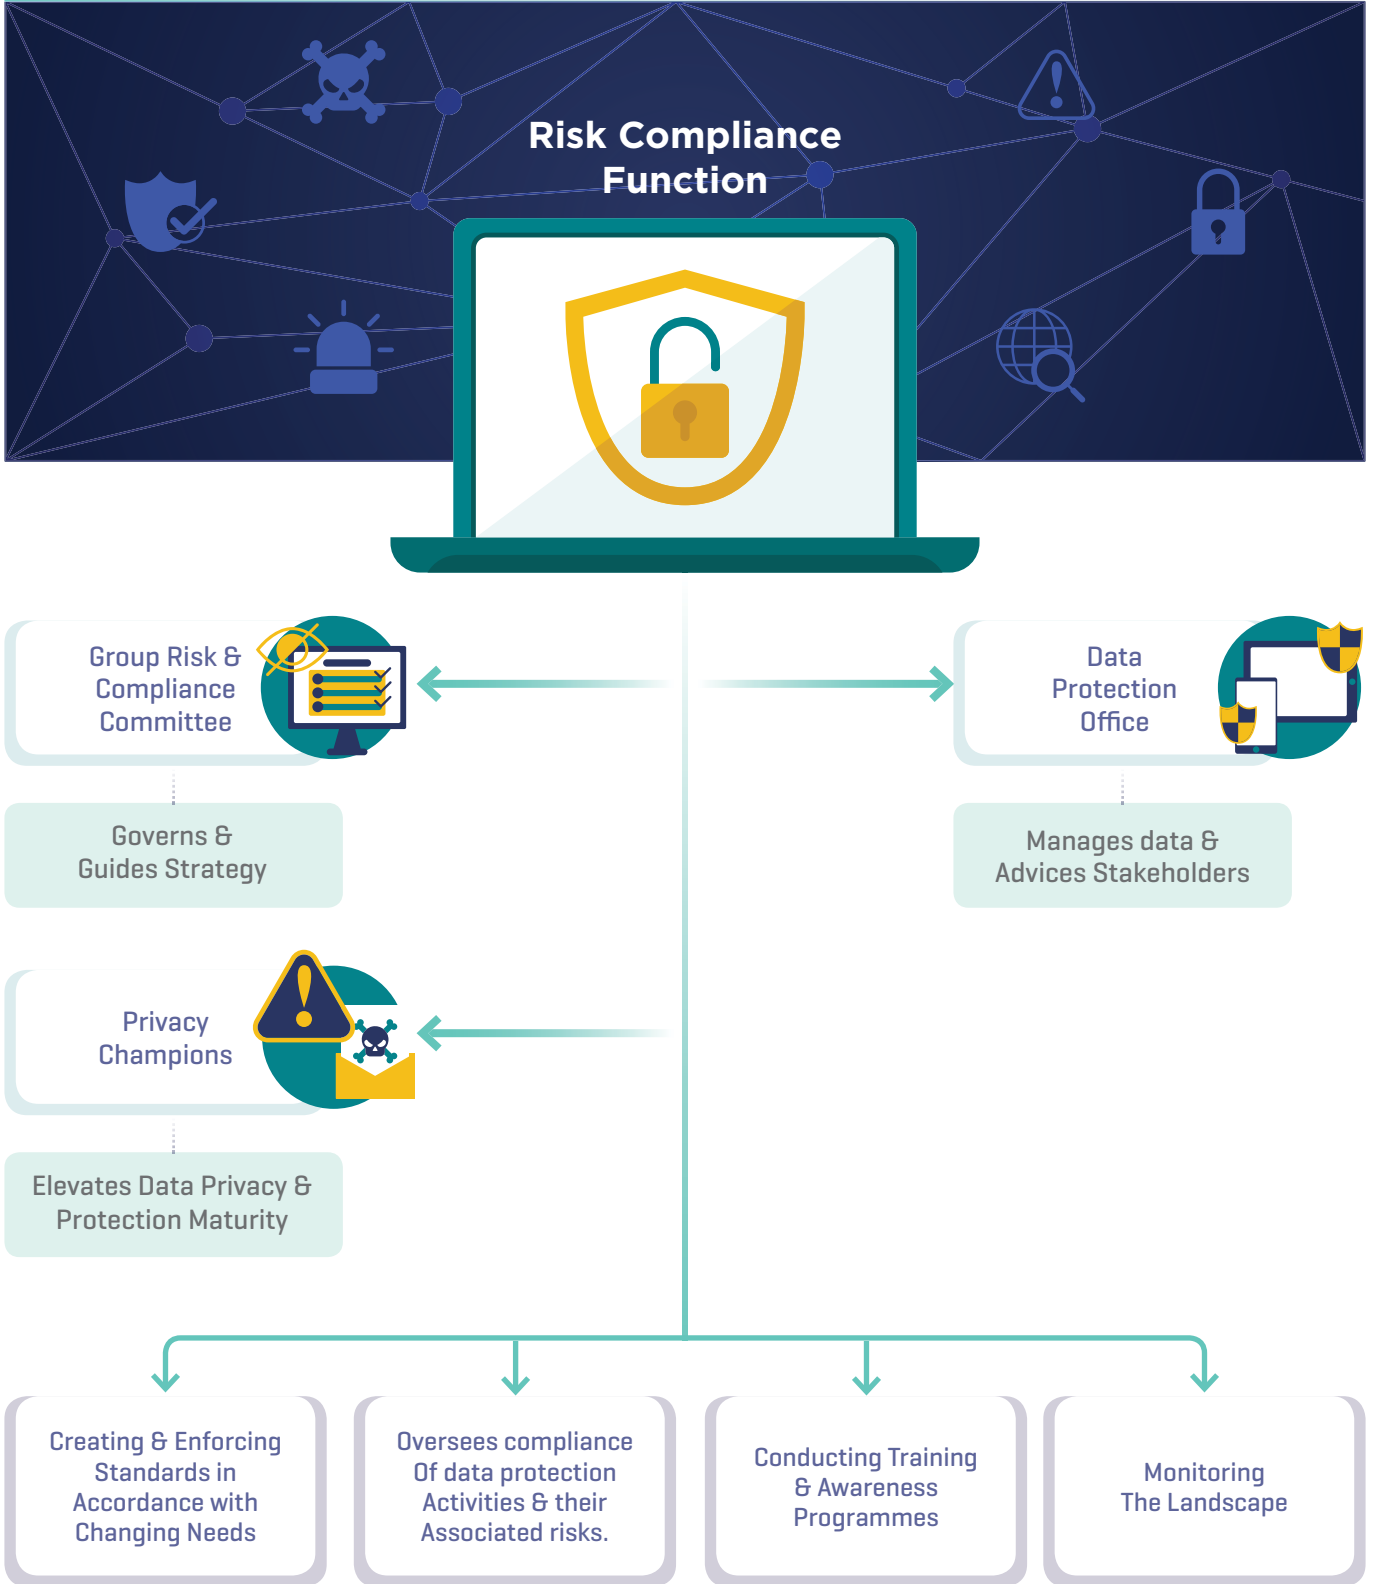 Risk Compliance
Function
Group Risk &
Compliance
Committee
Data
Protection
Office
Governs &
Guides Strategy
Manages data &
Advices Stakeholders
Privacy
Champions
Elevates Data Privacy &
Protection Maturity
Creating & Enforcing
Standards in
Accordance with
Changing Needs
Oversees compliance
Of data protection
Activities & their
Associated risks.
Conducting Training
& Awareness
Programmes
Monitoring
The Landscape